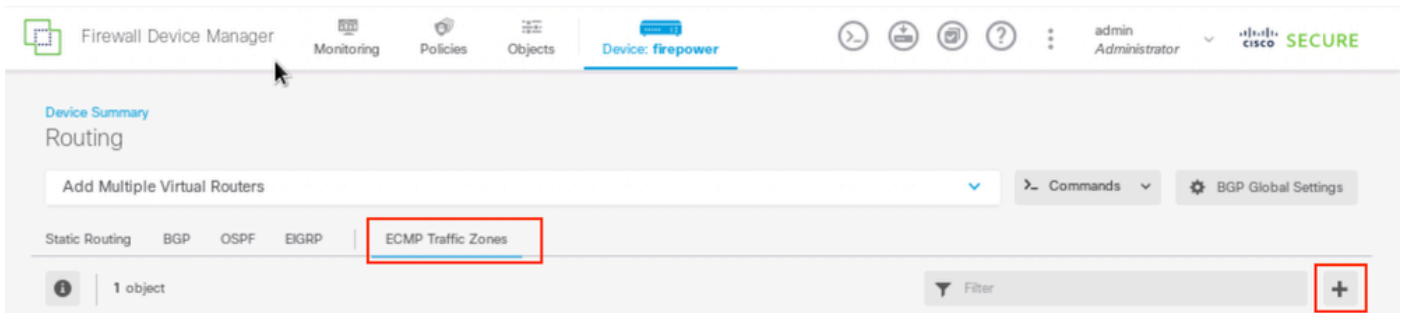 Firewall Device Manager
Monitoring
Policies
Objects
Device: firepower
admin
Administrator
cisco SECURE
Device Summary
Routing
Add Multiple Virtual Routers
Commands
BGP Global Settings
Static Routing BGP OSPF EIGRP ECMP Traffic Zones
1 object
Filter